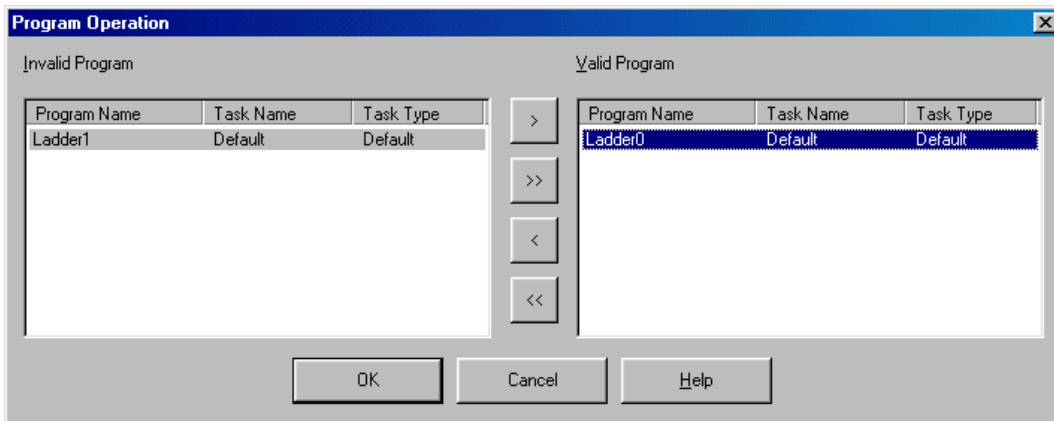 Program Operation
Invalid Program
Valid Program
Program Name Task Name Task Type
Ladder1 Default Default
>
>>
<
<<
Program Name Task Name Task Type
Ladder0 Default Default
OK Cancel Help